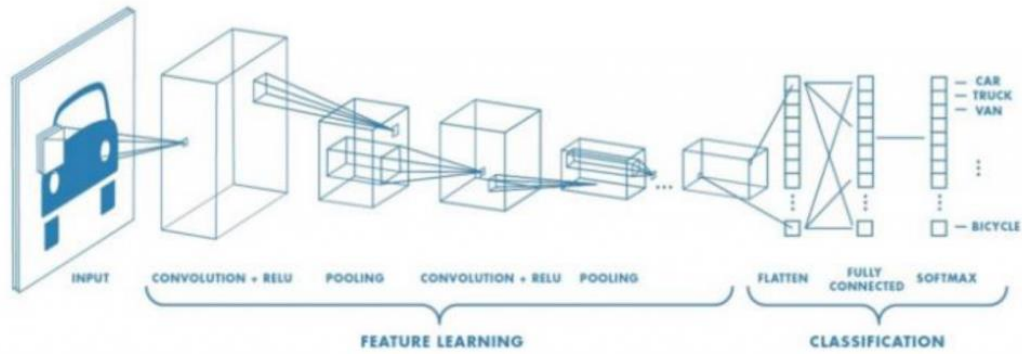 CAR
TRUCK
VAN
BICYCLE
INPUT
CONVOLUTION + RELU
POOLING
CONVOLUTION + RELU
POOLING
FLATTEN
FULLY
CONNECTED
SOFTMAX
FEATURE LEARNING
CLASSIFICATION